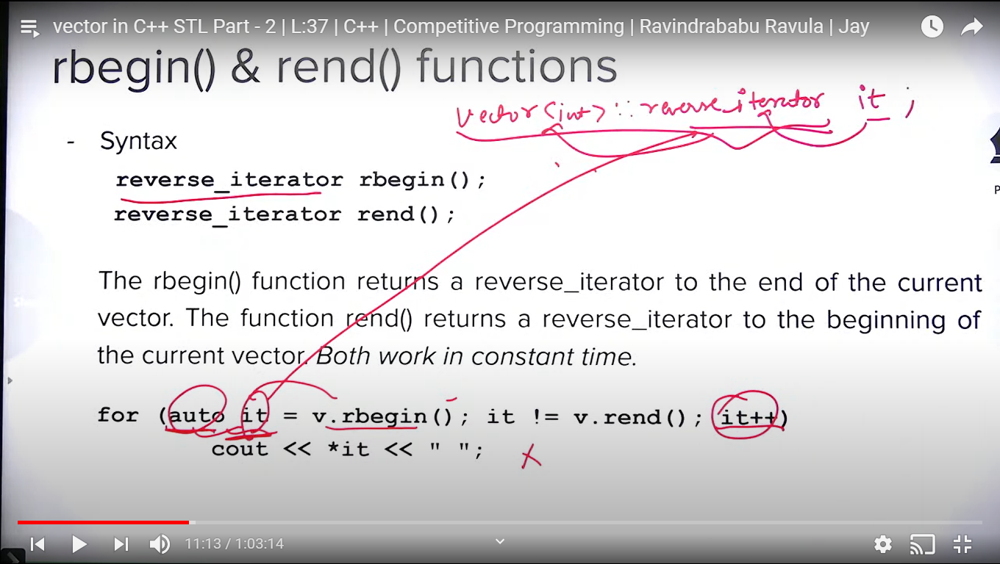 vector in C++ STL Part - 2 | L:37 | C++ | Competitive Programming | Ravindrababu Ravula | Jay
rbegin() & rend() functions
vector<int> :: reverse_iterator it ;
- Syntax
reverse_iterator rbegin();
reverse_iterator rend();
P
The rbegin() function returns a reverse_iterator to the end of the current
vector. The function rend() returns a reverse_iterator to the beginning of
the current vector. Both work in constant time.
for (auto it = v.rbegin(); it != v.rend(); it++)
cout << *it << " ";
11:13 / 1:03:14